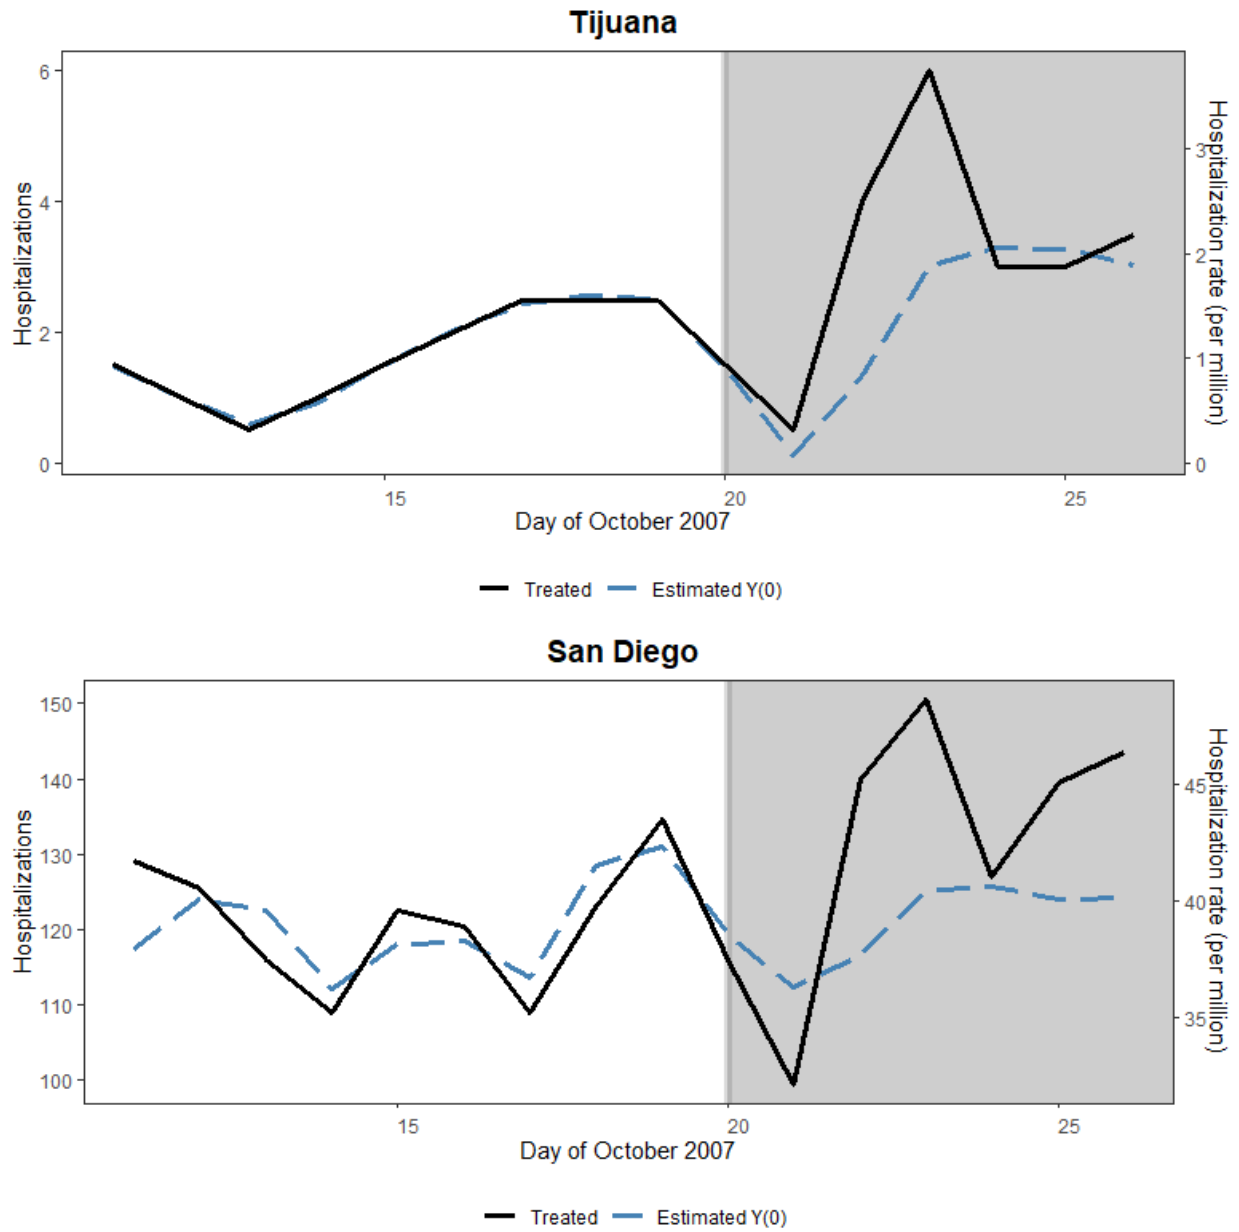 Tijuana
6
4
2
0
Hospitalizations
3
2
1
0
Hospitalization rate (per million)
15 20 25
Day of October 2007
Treated Estimated Y(0)
San Diego
150
140
130
120
110
100
Hospitalizations
45
40
35
Hospitalization rate (per million)
15 20 25
Day of October 2007
Treated Estimated Y(0)